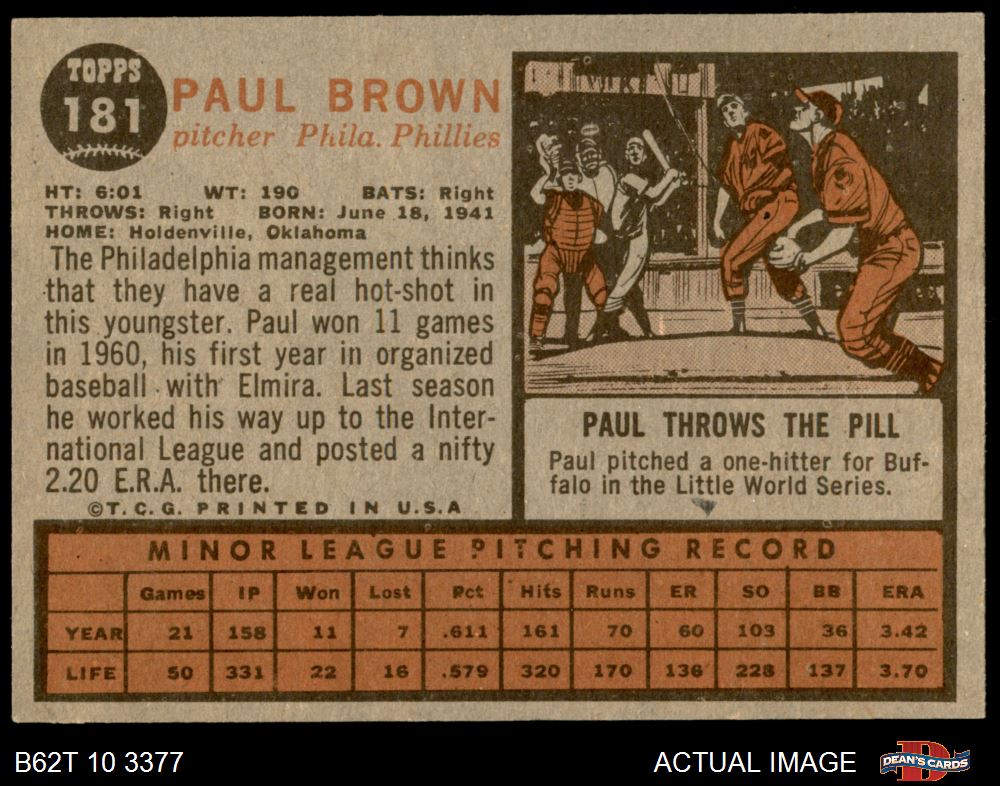 TOPPS
181
PAUL BROWN
pitcher Phila. Phillies
HT: 6:01 WT: 190 BATS: Right
THROWS: Right BORN: June 18, 1941
HOME: Holdenville, Oklahoma
The Philadelphia management thinks
that they have a real hot-shot in
this youngster. Paul won 11 games
in 1960, his first year in organized
baseball with Elmira. Last season
he worked his way up to the Inter-
national League and posted a nifty
2.20 E.R.A. there.
©T.C.G. PRINTED IN U.S.A
PAUL THROWS THE PILL
Paul pitched a one-hitter for Buf-
falo in the Little World Series.
MINOR LEAGUE PITCHING RECORD
Games IP Won Lost Pct Hits Runs ER SO BB ERA
YEAR 21 158 11 7 .611 161 70 60 103 36 3.42
LIFE 50 331 22 16 .579 320 170 136 228 137 3.70
B62T 10 3377
ACTUAL IMAGE
D
DEAN'S CARDS